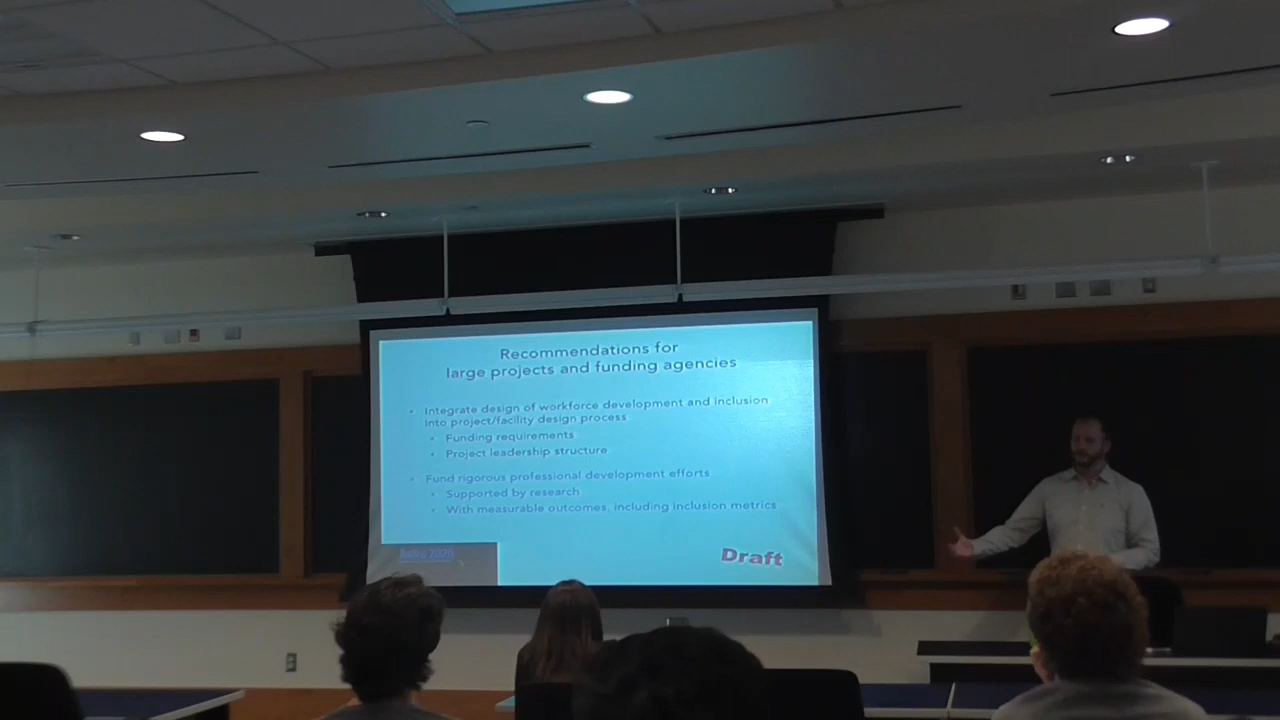 Recommendations for
large projects and funding agencies
• Integrate design of workforce development and inclusion
into project/facility design process
• Funding requirements
• Project leadership structure
• Fund rigorous professional development efforts
• Supported by research
• With measurable outcomes, including inclusion metrics
2020
Draft